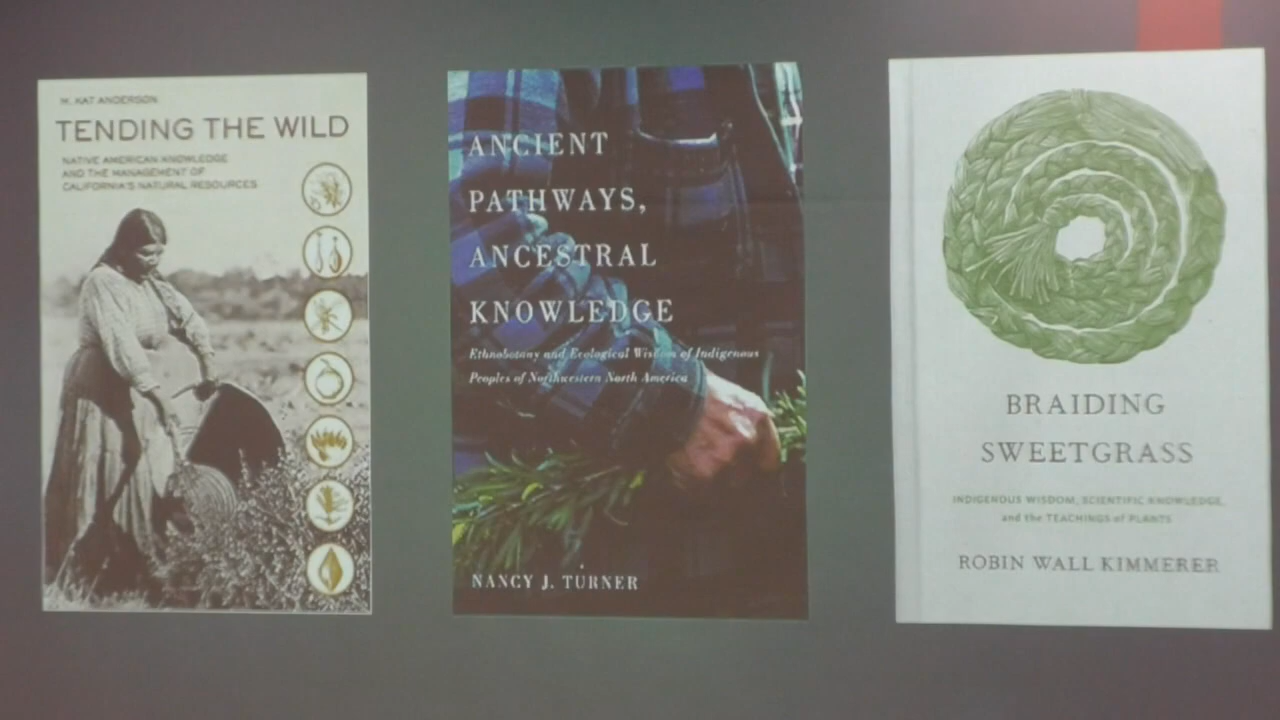 M. KAT ANDERSON
TENDING THE WILD
NATIVE AMERICAN KNOWLEDGE
AND THE MANAGEMENT OF
CALIFORNIA'S NATURAL RESOURCES
ANCIENT
PATHWAYS,
ANCESTRAL
KNOWLEDGE
Ethnobotany and Ecological Wisdom of Indigenous
Peoples of Northwestern North America
NANCY J. TURNER
BRAIDING
SWEETGRASS
INDIGENOUS WISDOM, SCIENTIFIC KNOWLEDGE,
and the TEACHINGS of PLANTS
ROBIN WALL KIMMERER